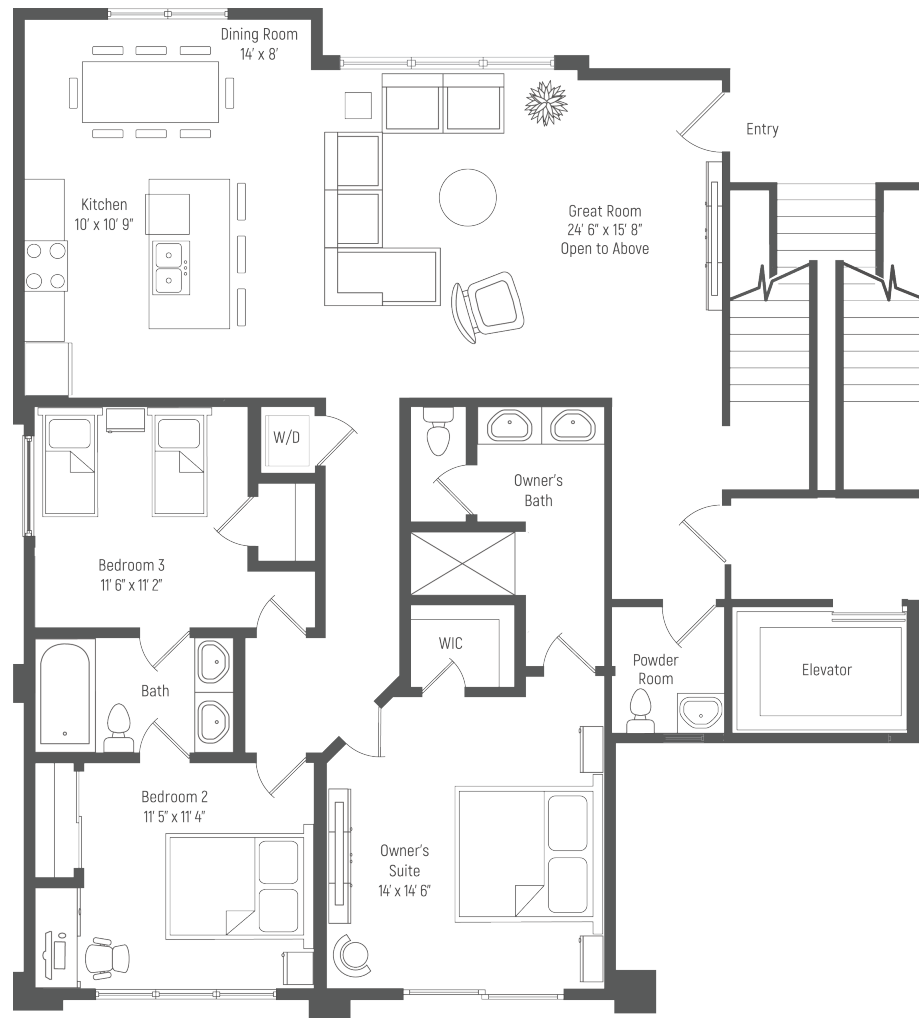 Dining Room
14' x 8'
Entry
Kitchen
10' x 10' 9"
Great Room
24' 6" x 15' 8"
Open to Above
W/D
Owner's
Bath
Bedroom 3
11' 6" x 11' 2"
WIC
Bath
Powder
Room
Elevator
Bedroom 2
11' 5" x 11' 4"
Owner's
Suite
14' x 14' 6"